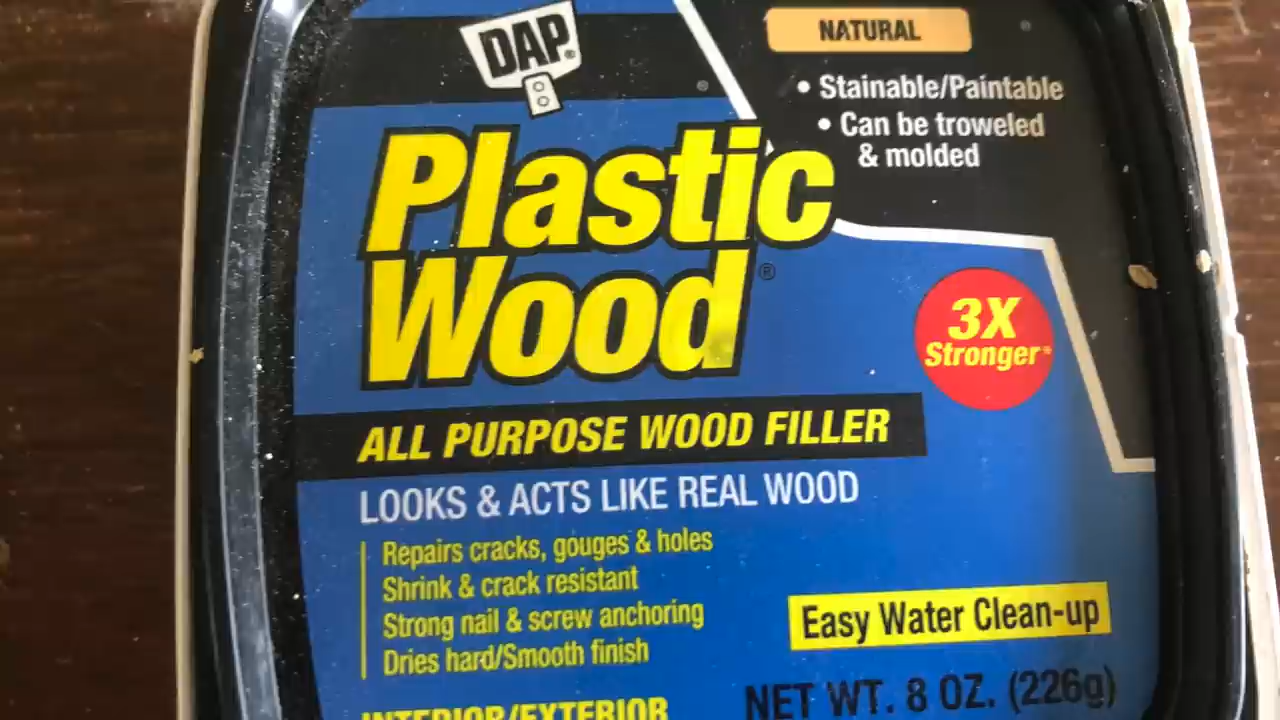 DAP®
NATURAL
• Stainable/Paintable
• Can be troweled
& molded
Plastic
Wood®
3X
Stronger*
ALL PURPOSE WOOD FILLER
LOOKS & ACTS LIKE REAL WOOD
Repairs cracks, gouges & holes
Shrink & crack resistant
Strong nail & screw anchoring
Dries hard/Smooth finish
Easy Water Clean-up
INTERIOR/EXTERIOR
NET WT. 8 OZ. (226g)